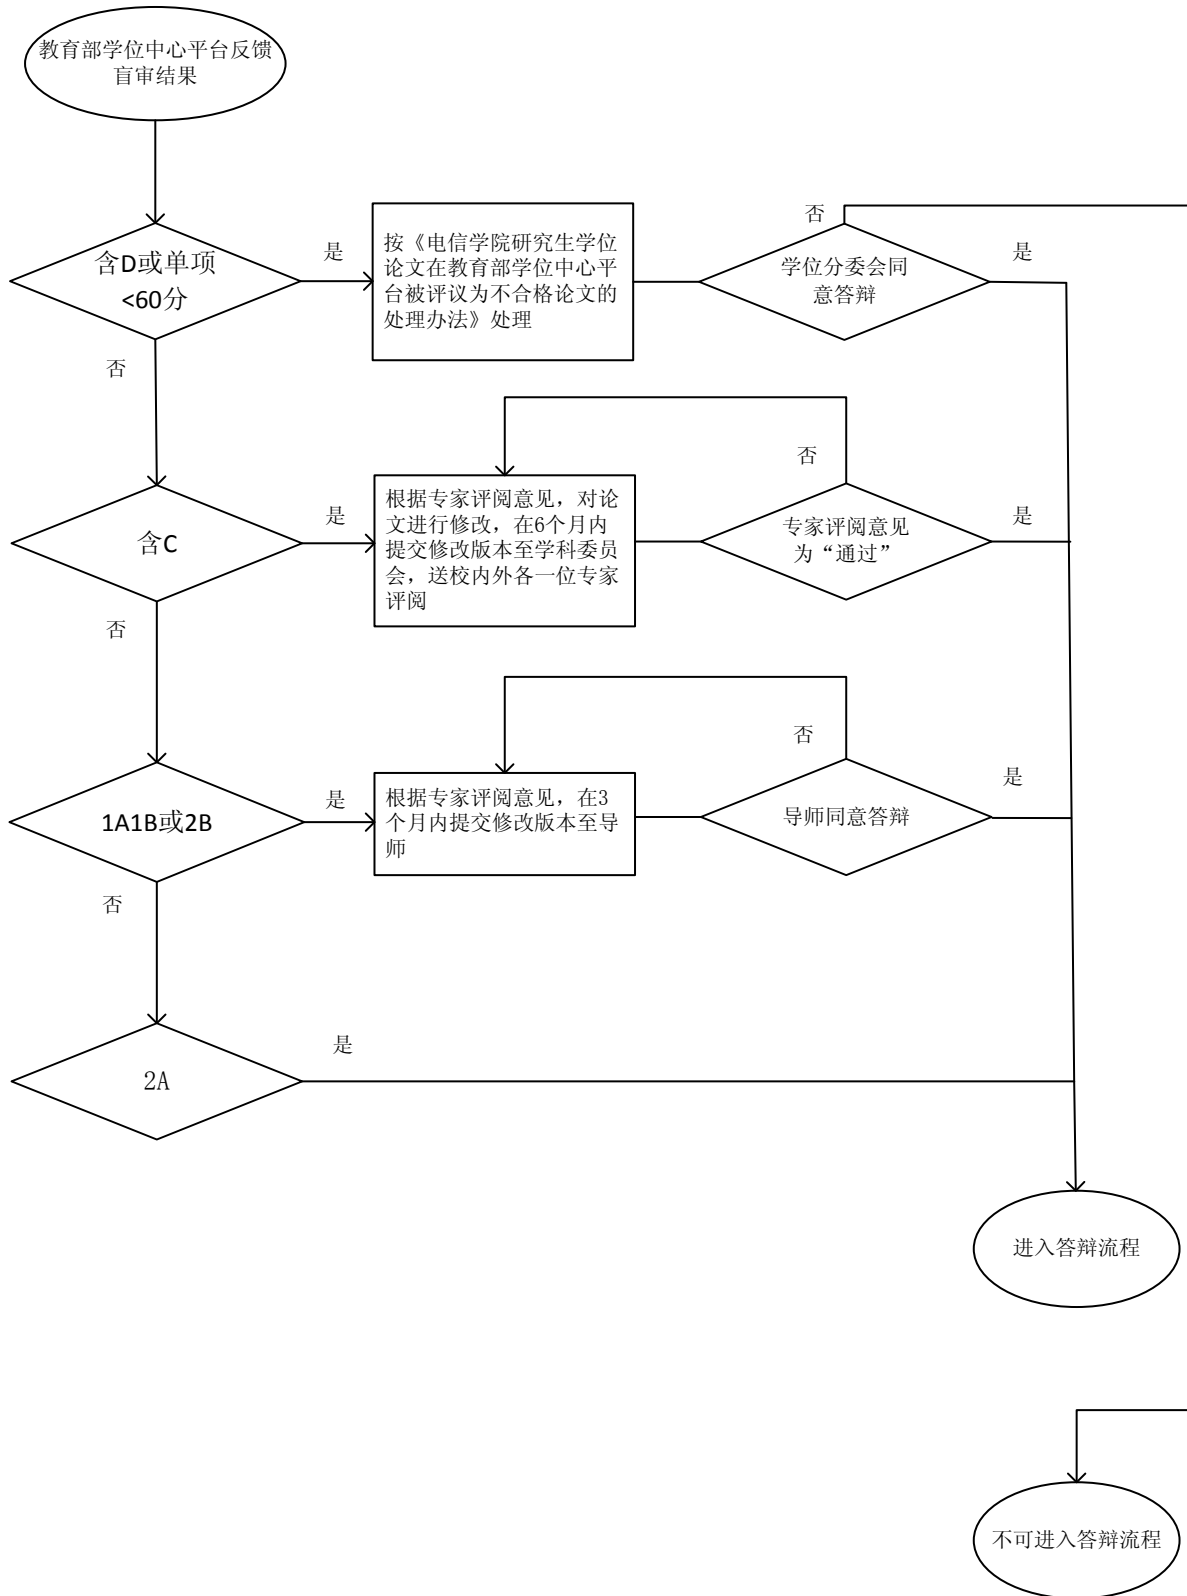 教育部学位中心平台反馈
盲审结果
含D或单项
<60分
是
按《电信学院研究生学位
论文在教育部学位中心平
台被评议为不合格论文的
处理办法》处理
否
学位分委会同
意答辩
是
否
含C
是
根据专家评阅意见，对论
文进行修改，在6个月内
提交修改版本至学科委员
会，送校内外各一位专家
评阅
否
专家评阅意见
为“通过”
是
否
1A1B或2B
是
根据专家评阅意见，在3
个月内提交修改版本至导
师
否
导师同意答辩
是
否
2A
是
进入答辩流程
不可进入答辩流程